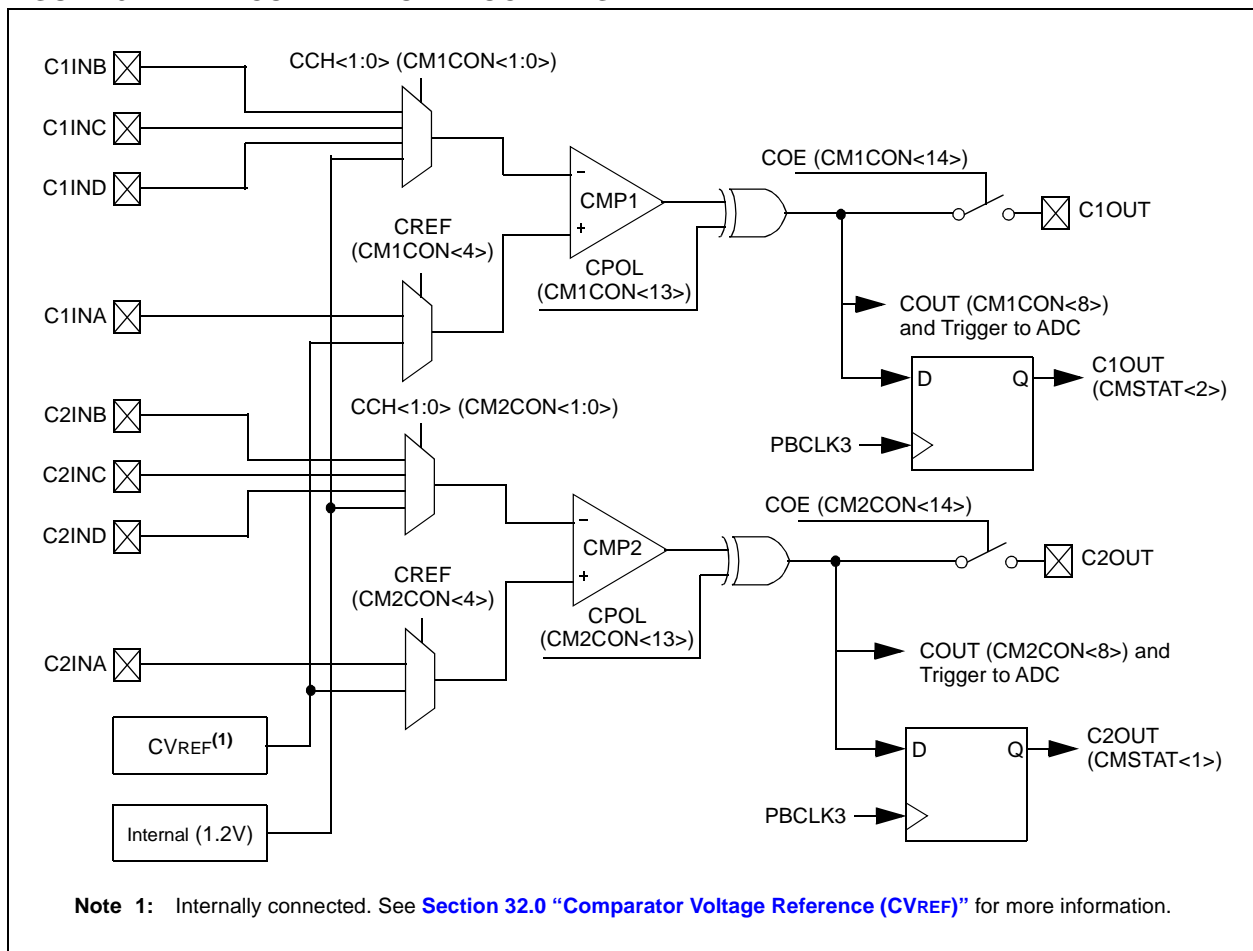 C1INB
CCH<1:0> (CM1CON<1:0>)
C1INC
COE (CM1CON<14>)
C1IND
-
CMP1
+
C1OUT
CREF
(CM1CON<4>)
CPOL
(CM1CON<13>)
C1INA
COUT (CM1CON<8>)
and Trigger to ADC
D
Q
C1OUT
(CMSTAT<2>)
PBCLK3
C2INB
CCH<1:0> (CM2CON<1:0>)
C2INC
COE (CM2CON<14>)
C2IND
-
CMP2
+
C2OUT
CREF
(CM2CON<4>)
CPOL
(CM2CON<13>)
C2INA
COUT (CM2CON<8>) and
Trigger to ADC
CVREF(1)
D
Q
C2OUT
(CMSTAT<1>)
PBCLK3
Internal (1.2V)
Note 1: Internally connected. See Section 32.0 “Comparator Voltage Reference (CVREF)” for more information.